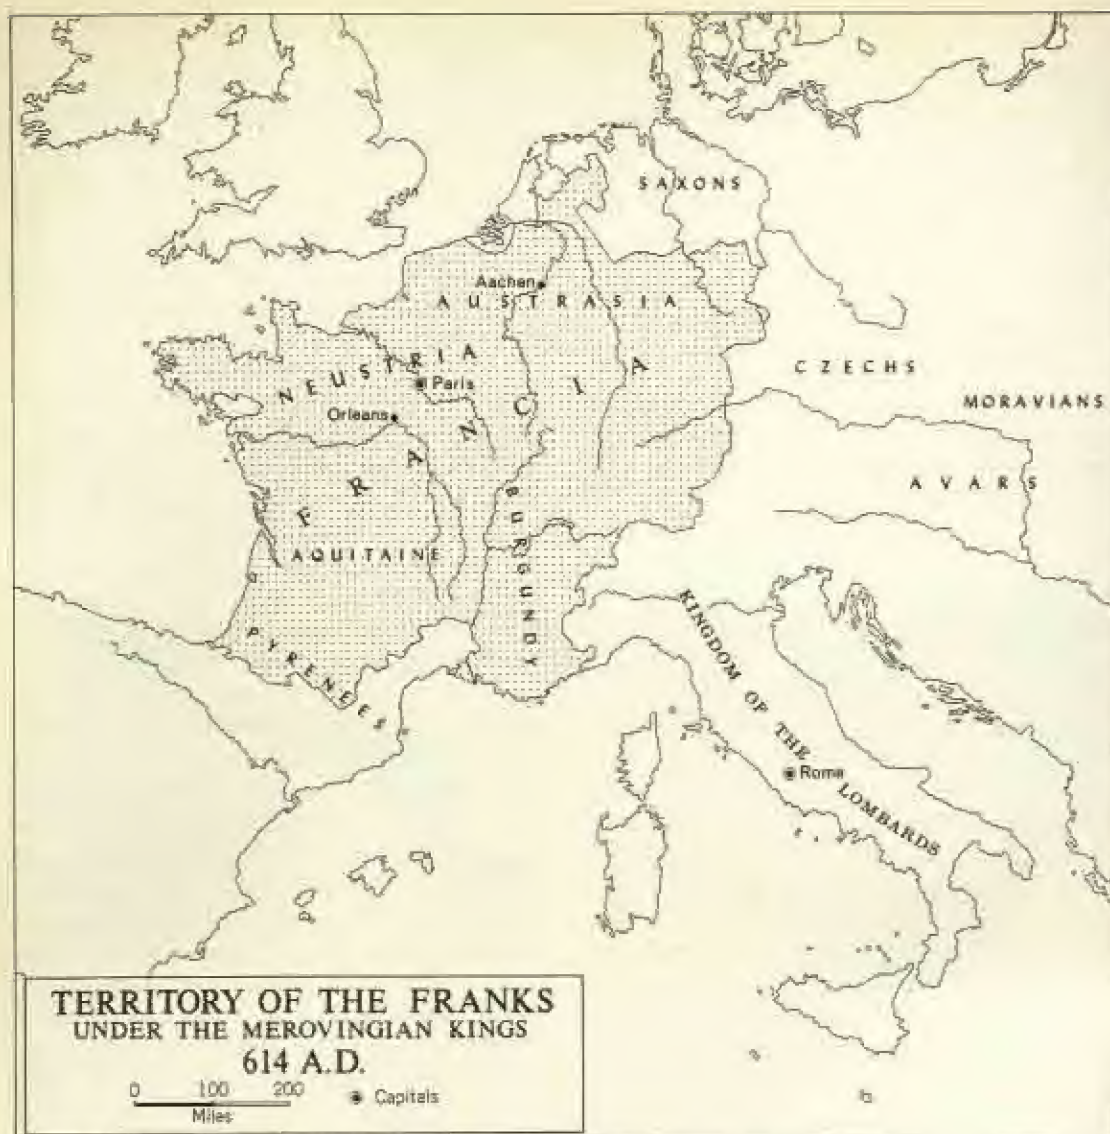 SAXONS
Aachen
AUSTRASIA
NEUSTRIA
Paris
Orleans
FRANCIA
CZECHS
MORAVIANS
AVARS
BURGUNDY
AQUITAINE
PYRENEES
KINGDOM OF THE LOMBARDS
Rome
TERRITORY OF THE FRANKS
UNDER THE MEROVINGIAN KINGS
614 A.D.
0 100 200
Miles
Capitals